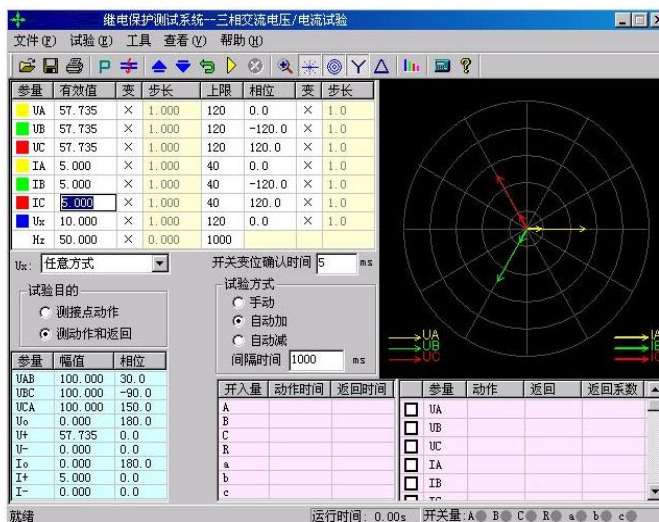 继电保护测试系统--三相交流电压/电流试验
文件(F) 试验(E) 工具 查看(V) 帮助(H)
参量 有效值 变 步长 上限 相位 变 步长
UA 57.735 × 1.000 120 0.0 × 1.0
UB 57.735 × 1.000 120 -120.0 × 1.0
UC 57.735 × 1.000 120 120.0 × 1.0
IA 5.000 × 1.000 40 0.0 × 1.0
IB 5.000 × 1.000 40 -120.0 × 1.0
IC 5.000 × 1.000 40 120.0 × 1.0
Ux 10.000 × 1.000 120 0.0 × 1.0
Hz 50.000 × 0.000 1000
Ux: 任意方式
开关变位确认时间 5 ms
试验目的
测接点动作
测动作和返回
试验方式
手动
自动加
自动减
间隔时间 1000 ms
UA
UB
UC
IA
IB
IC
参量 幅值 相位
UAB 100.000 30.0
UBC 100.000 -90.0
UCA 100.000 150.0
Uo 0.000 180.0
U+ 57.735 0.0
U- 0.000 0.0
Io 0.000 180.0
I+ 5.000 0.0
I- 0.000 0.0
开入量 动作时间 返回时间
A
B
C
R
a
b
c
参量 动作 返回 返回系数
UA
UB
UC
IA
IB
就绪
运行时间: 0.00s 开关量:A B C R a b c